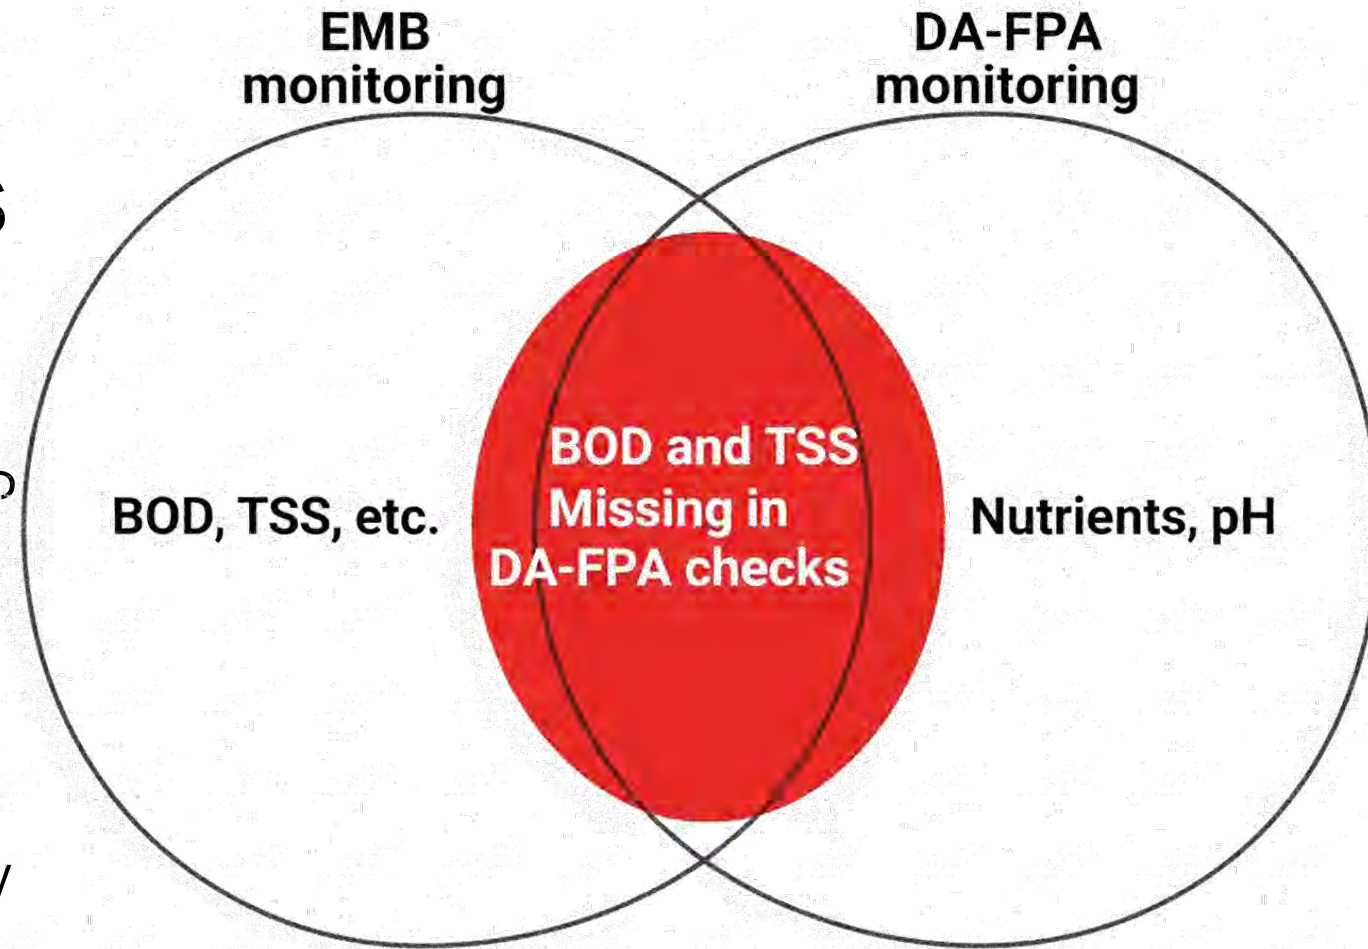 EMB
monitoring
DA-FPA
monitoring
BOD, TSS, etc.
BOD and TSS
Missing in
DA-FPA checks
Nutrients, pH